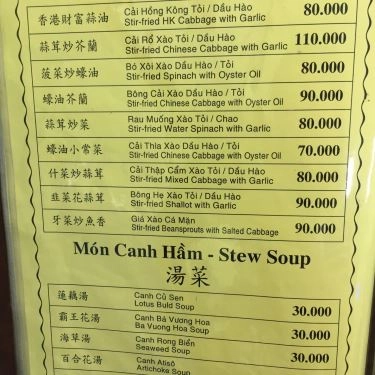 香港財富蒜油 Cải Hồng Kông Tỏi / Dầu Hào 80.000
Stir-fried HK Cabbage with Garlic
蒜茸炒芥蘭 Cải Rổ Xào Tỏi / Dầu Hào 110.000
Stir-fried Chinese Cabbage with Garlic
菠菜炒蠔油 Bó Xôi Xào Dầu Hào / Tỏi 80.000
Stir-fried Spinach with Oyster Oil
蠔油芥蘭 Bông Cải Xào Dầu Hào / Tỏi 90.000
Stir-fried Chinese Cabbage with Oyster Oil
蒜茸炒菜 Rau Muống Xào Tỏi / Chao 80.000
Stir-fried Water Spinach with Garlic
蠔油小常菜 Cải Thìa Xào Dầu Hào / Tỏi 70.000
Stir-fried Chinese Cabbage with Oyster Oil
什菜炒蒜茸 Cải Thập Cẩm Xào Tỏi / Dầu Hào 80.000
Stir-fried Mixed Cabbage with Garlic
韭菜花蒜茸 Bông Hẹ Xào Tỏi / Dầu Hào 90.000
Stir-fried Shallot with Garlic
牙菜炒魚香 Giá Xào Cá Mặn 90.000
Stir-fried Beansprouts with Salted Cabbage
Món Canh Hầm - Stew Soup
湯菜
蓮藕湯 Canh Củ Sen 30.000
Lotus Buld Soup
霸王花湯 Canh Bá Vương Hoa 30.000
Ba Vuong Hoa Soup
海草湯 Canh Rong Biển 30.000
Seaweed Soup
百合花湯 Canh Atisô 30.000
Artichoke Soup